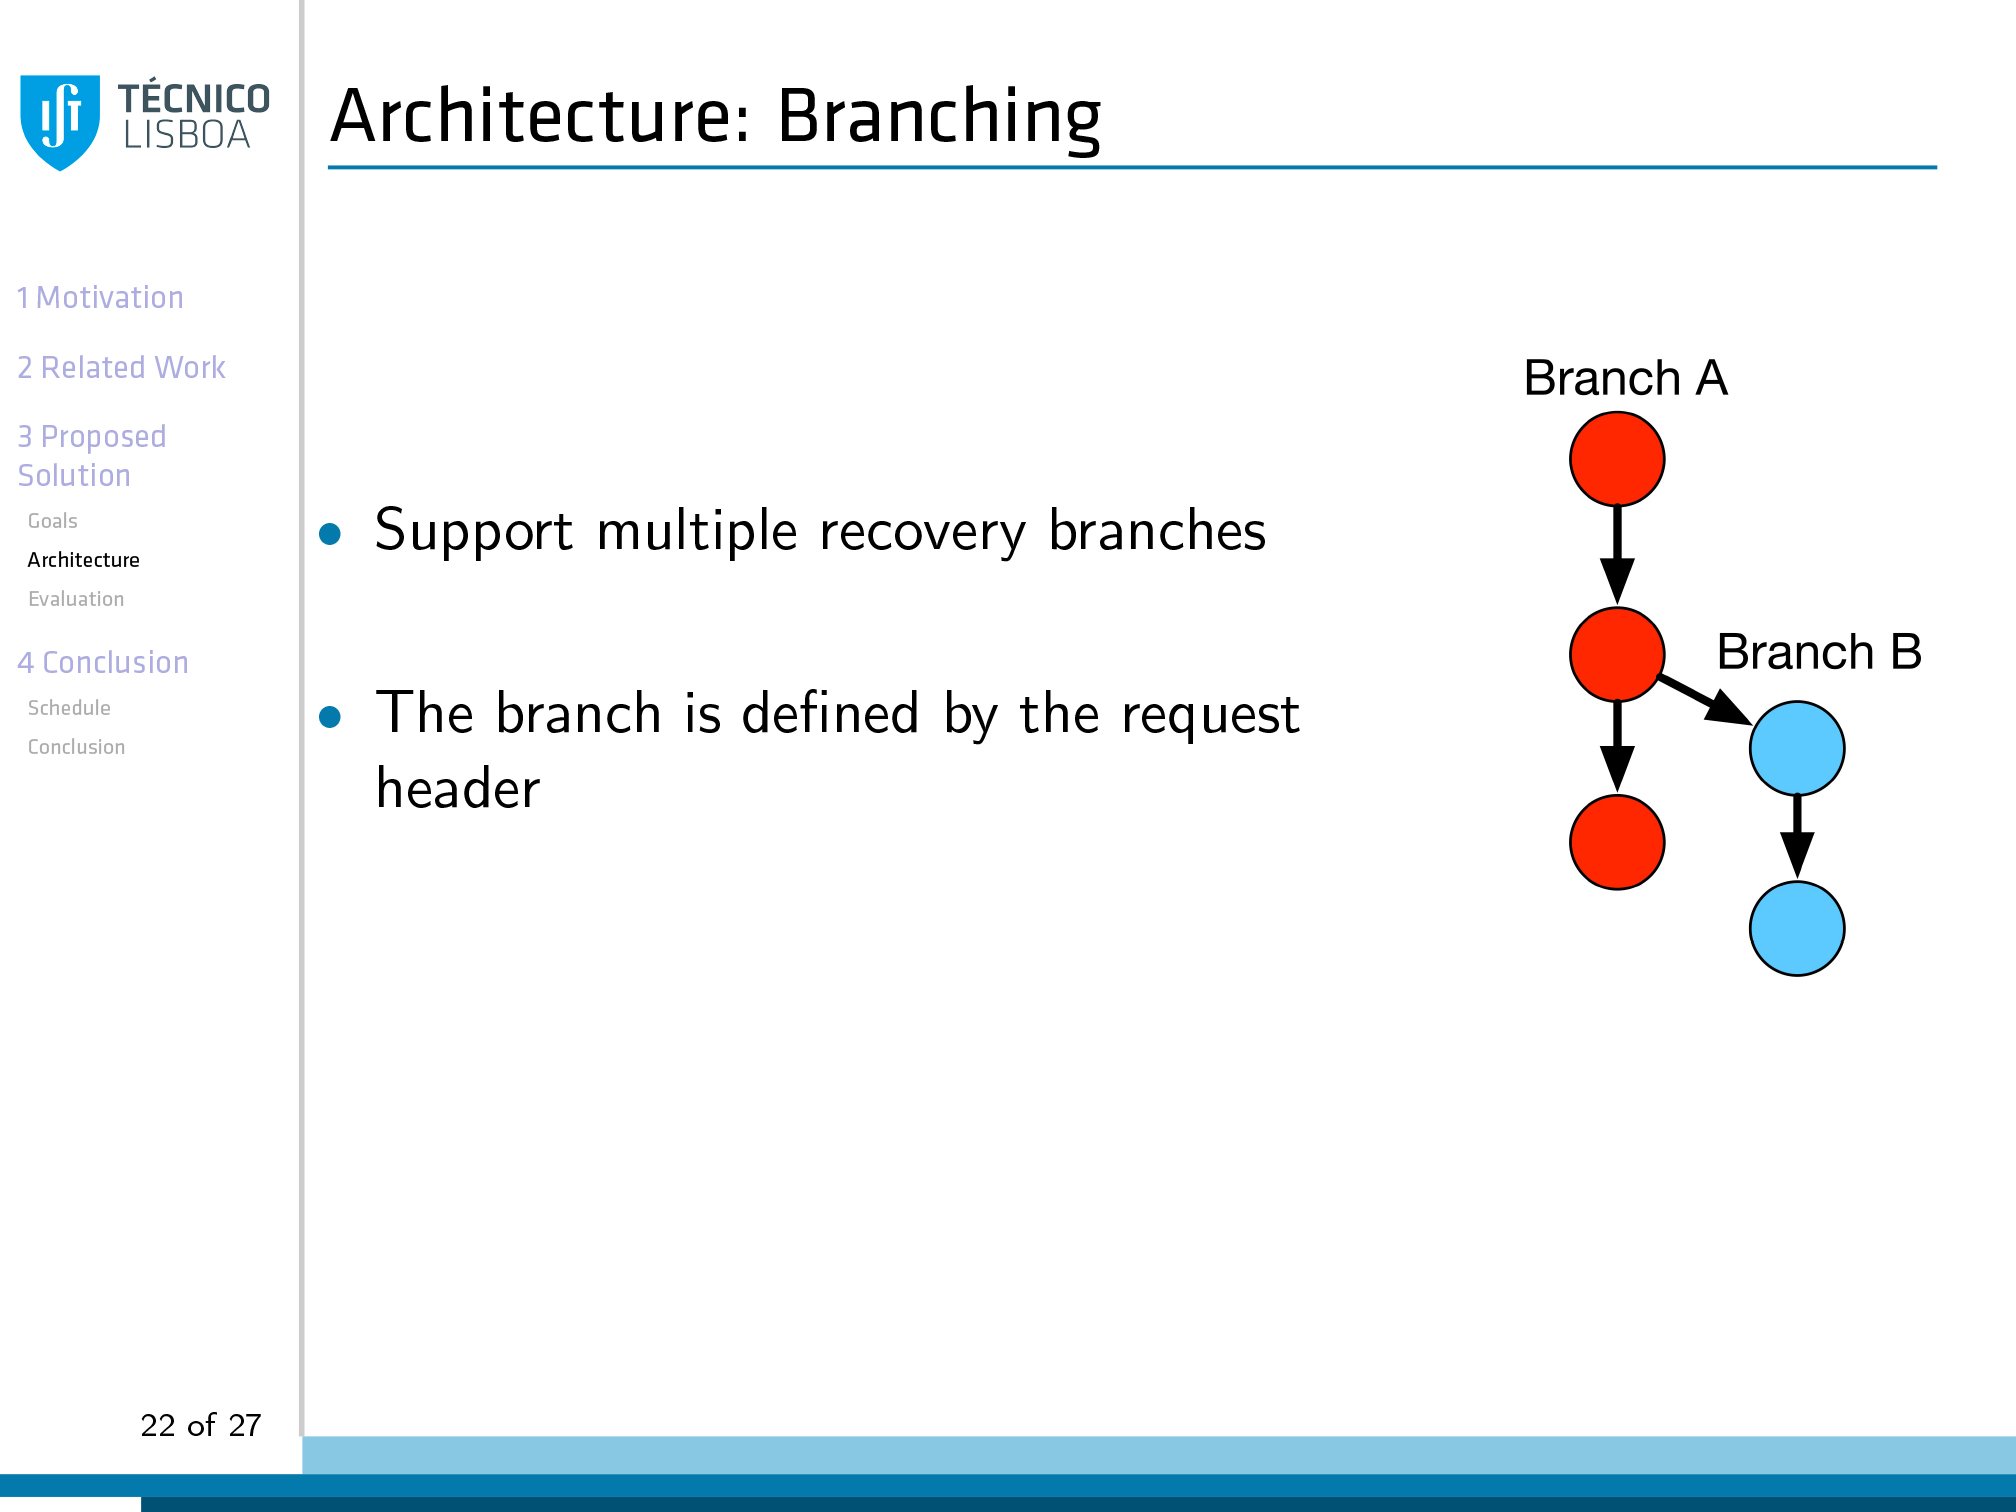 TÉCNICO
LISBOA
Architecture: Branching
1 Motivation
2 Related Work
3 Proposed
Solution
Goals
Architecture
Evaluation
4 Conclusion
Schedule
Conclusion
• Support multiple recovery branches
• The branch is defined by the request
header
Branch A
Branch B
22 of 27